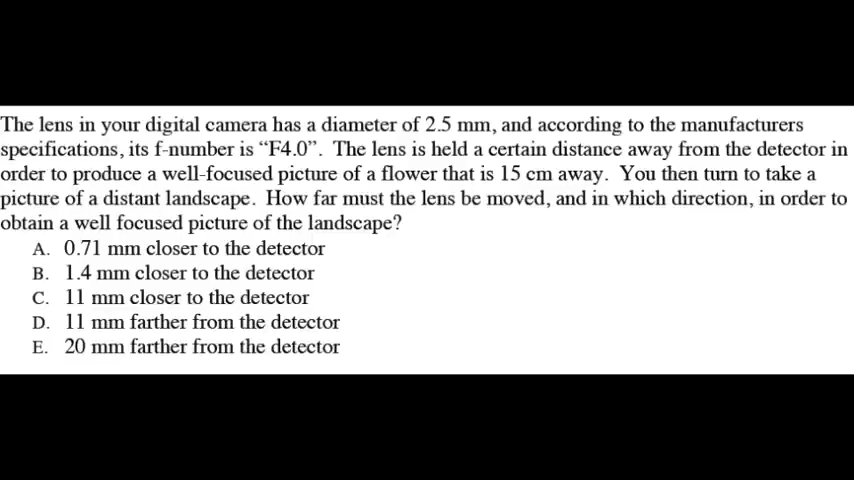 The lens in your digital camera has a diameter of 2.5 mm, and according to the manufacturers
specifications, its f-number is “F4.0”. The lens is held a certain distance away from the detector in
order to produce a well-focused picture of a flower that is 15 cm away. You then turn to take a
picture of a distant landscape. How far must the lens be moved, and in which direction, in order to
obtain a well focused picture of the landscape?
A. 0.71 mm closer to the detector
B. 1.4 mm closer to the detector
C. 11 mm closer to the detector
D. 11 mm farther from the detector
E. 20 mm farther from the detector